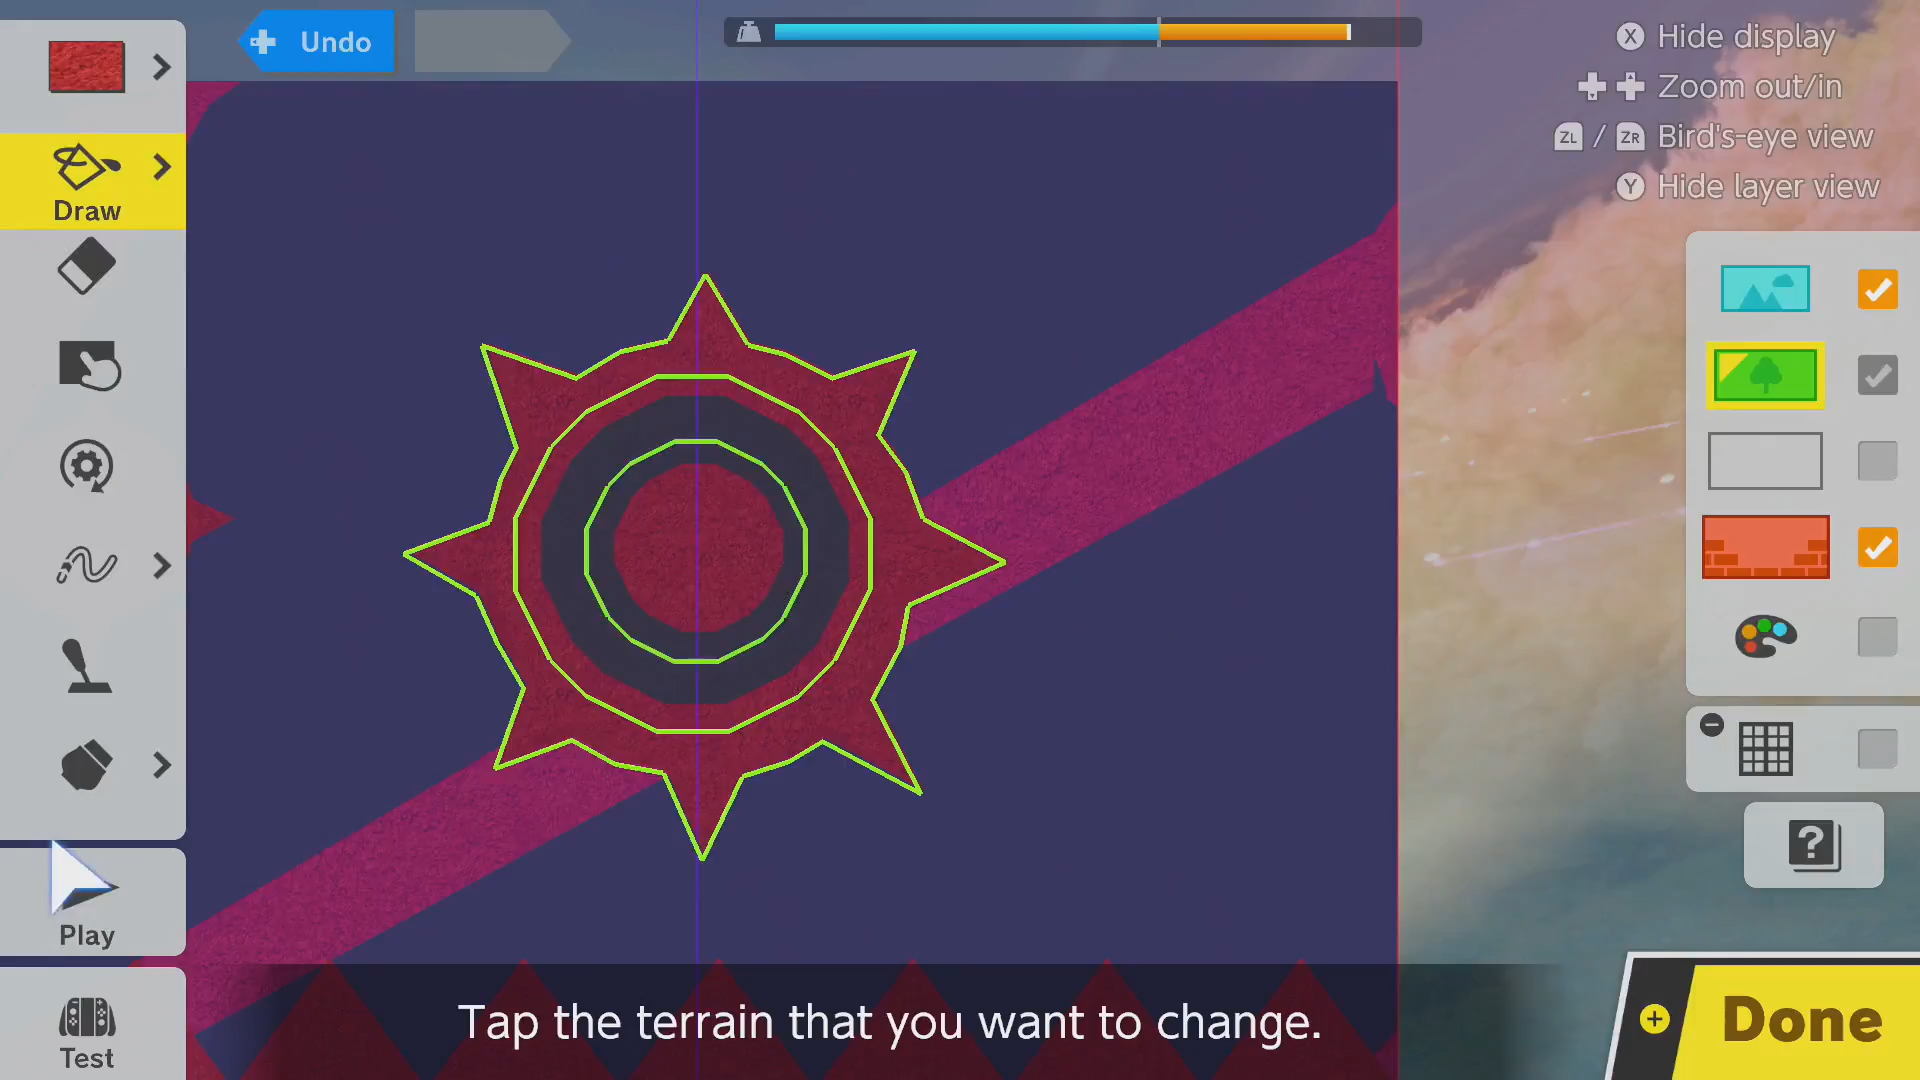 Undo
X Hide display
Zoom out/in
ZL / ZR Bird's-eye view
Y Hide layer view
Draw
Play
Test
?
Tap the terrain that you want to change.
+ Done